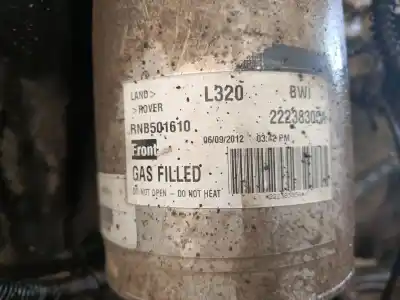 LAND > L320 BWI
> ROVER
RNB501610 22238303
Front 06/09/2012 03:42 PM
GAS FILLED
DO NOT OPEN - DO NOT HEAT